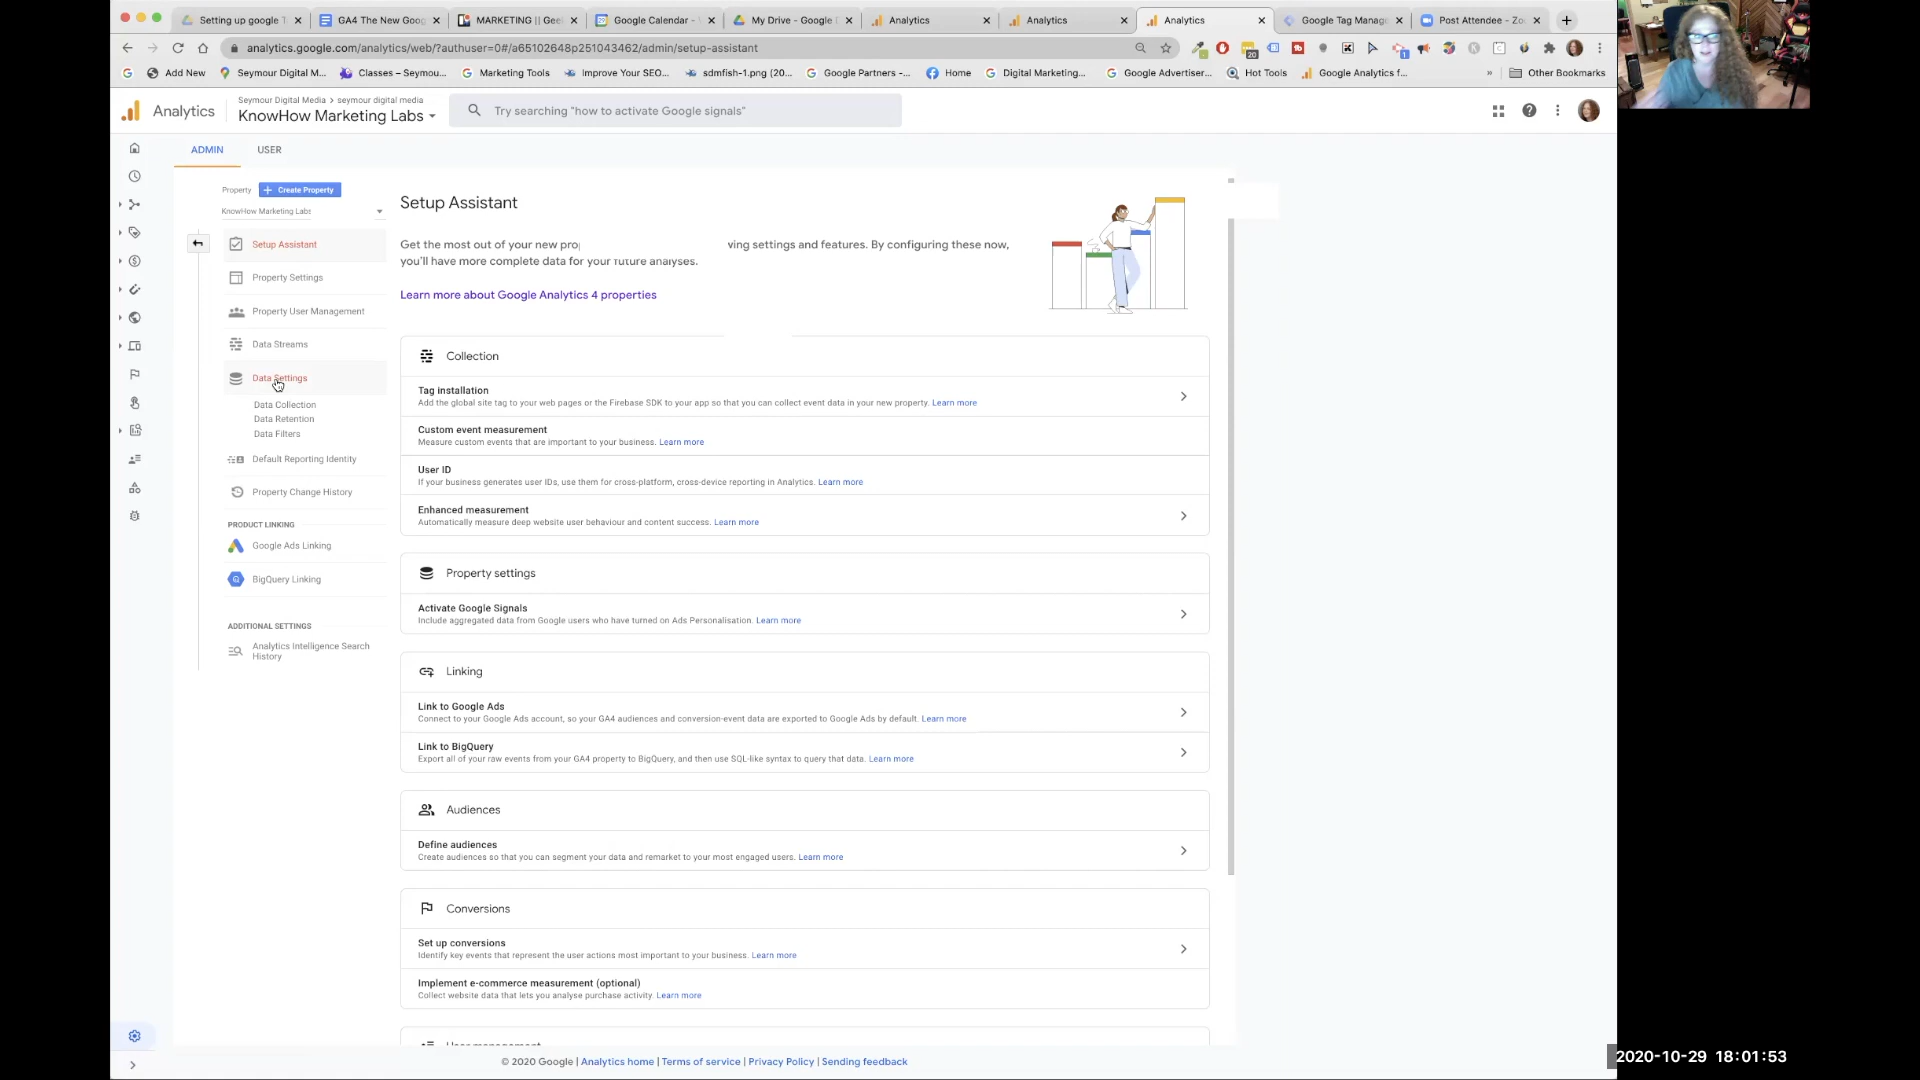 Setting up google T
GA4 The New Goog
MARKETING || Gee
Google Calendar -
My Drive - Google D
Analytics
Analytics
Analytics
Google Tag Manag
Post Attendee - Zo
analytics.google.com/analytics/web/?authuser=0#/a65102648p251043462/admin/setup-assistant
Add New
Seymour Digital M...
Classes – Seymou...
Marketing Tools
Improve Your SEO...
sdmfish-1.png (20...
Google Partners -...
Home
Digital Marketing...
Google Advertiser...
Hot Tools
Google Analytics f...
»
Other Bookmarks
Analytics
Seymour Digital Media > seymour digital media
KnowHow Marketing Labs
Try searching "how to activate Google signals"
ADMIN
USER
Property
+ Create Property
KnowHow Marketing Labs
Setup Assistant
Property Settings
Property User Management
Data Streams
Data Settings
Data Collection
Data Retention
Data Filters
Default Reporting Identity
Property Change History
PRODUCT LINKING
Google Ads Linking
BigQuery Linking
ADDITIONAL SETTINGS
Analytics Intelligence Search
History
Setup Assistant
Get the most out of your new pro ving settings and features. By configuring these now,
you'll have more complete data for your future analyses.
Learn more about Google Analytics 4 properties
Collection
Tag installation
Add the global site tag to your web pages or the Firebase SDK to your app so that you can collect event data in your new property. Learn more
Custom event measurement
Measure custom events that are important to your business. Learn more
User ID
If your business generates user IDs, use them for cross-platform, cross-device reporting in Analytics. Learn more
Enhanced measurement
Automatically measure deep website user behaviour and content success. Learn more
Property settings
Activate Google Signals
Include aggregated data from Google users who have turned on Ads Personalisation. Learn more
Linking
Link to Google Ads
Connect to your Google Ads account, so your GA4 audiences and conversion-event data are exported to Google Ads by default. Learn more
Link to BigQuery
Export all of your raw events from your GA4 property to BigQuery, and then use SQL-like syntax to query that data. Learn more
Audiences
Define audiences
Create audiences so that you can segment your data and remarket to your most engaged users. Learn more
Conversions
Set up conversions
Identify key events that represent the user actions most important to your business. Learn more
Implement e-commerce measurement (optional)
Collect website data that lets you analyse purchase activity. Learn more
User management
© 2020 Google | Analytics home | Terms of service | Privacy Policy | Sending feedback
2020-10-29 18:01:53